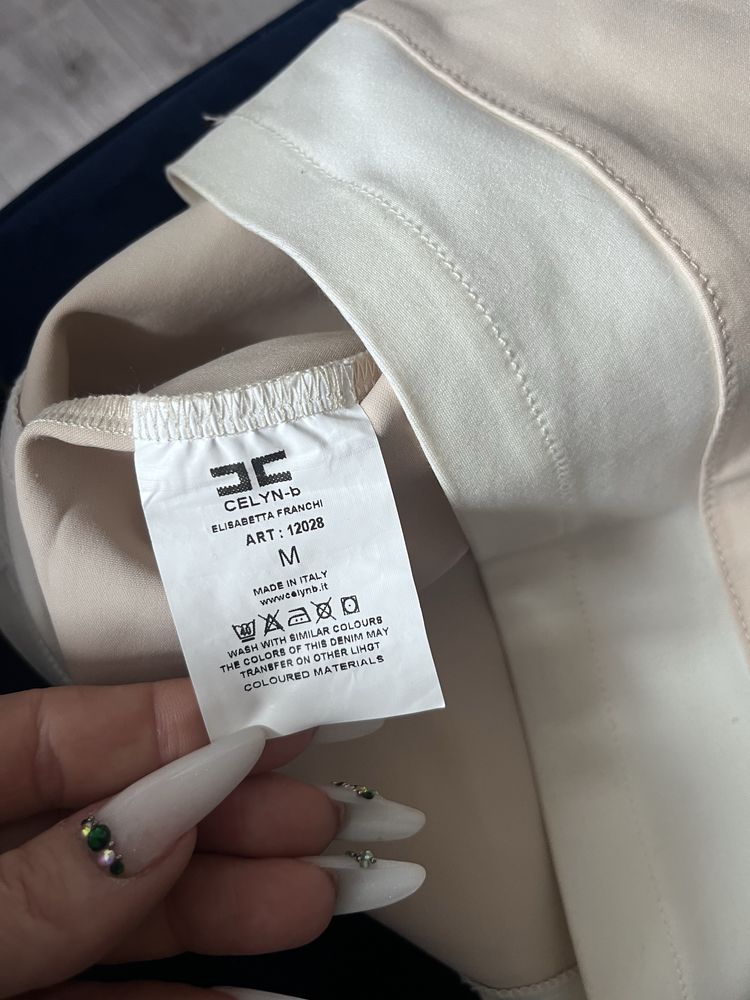 CELYN-b
ELISABETTA FRANCHI
ART : 12028
M
MADE IN ITALY
www.celynb.it
40
WASH WITH SIMILAR COLOURS
THE COLORS OF THIS DENIM MAY
TRANSFER ON OTHER LIHGT
COLOURED MATERIALS